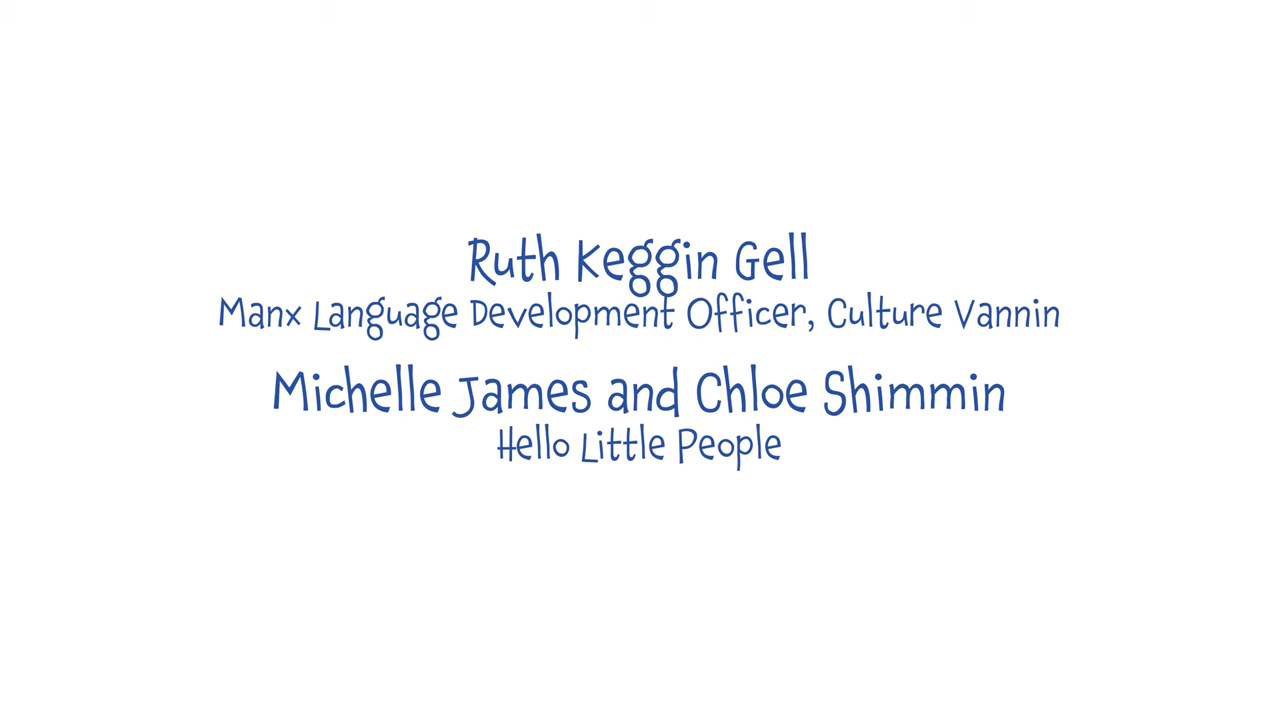 Ruth Keggin Gell
Manx Language Development Officer, Culture Vannin
Michelle James and Chloe Shimmin
Hello Little People